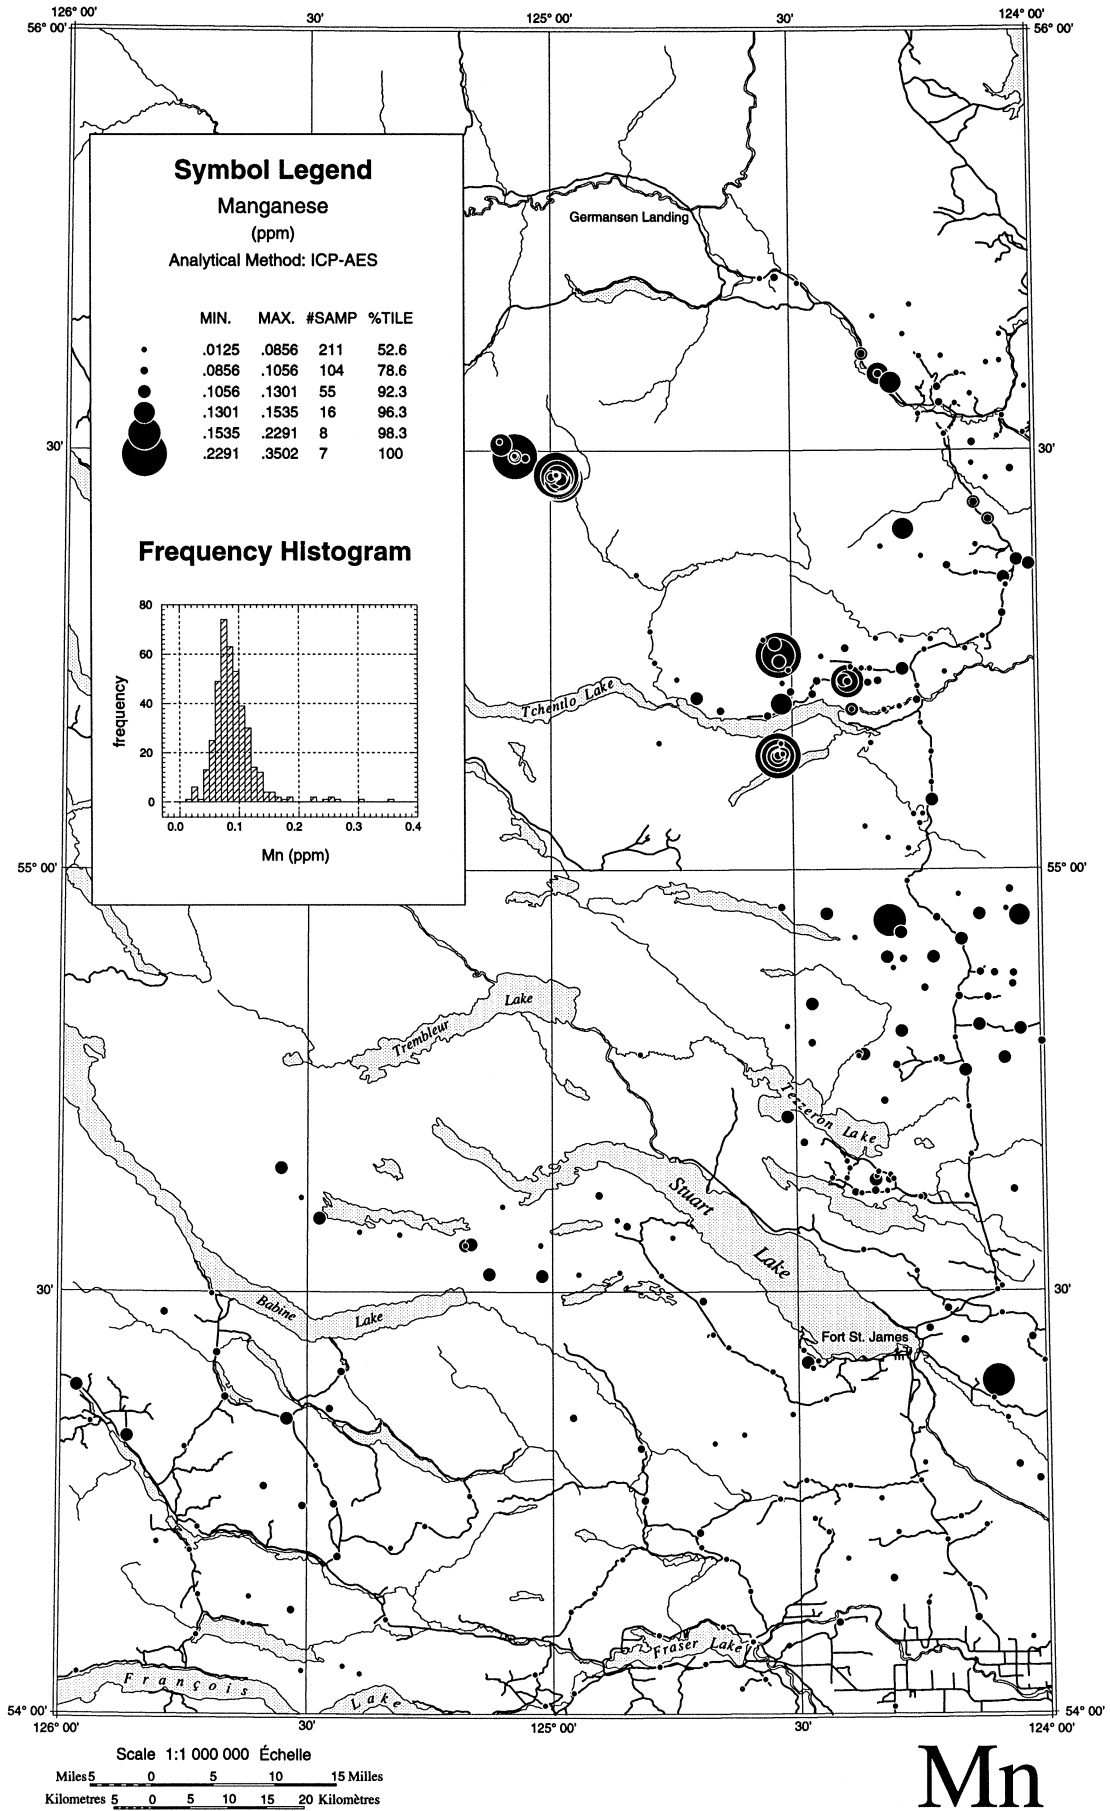 126° 00' 30' 125° 00' 30' 124° 00'
56° 00' 56° 00'
Symbol Legend
Manganese
(ppm)
Analytical Method: ICP-AES
MIN. MAX. #SAMP %TILE
.0125 .0856 211 52.6
.0856 .1056 104 78.6
.1056 .1301 55 92.3
.1301 .1535 16 96.3
.1535 .2291 8 98.3
.2291 .3502 7 100
Germansen Landing
30' 30'
Frequency Histogram
80
60
40
20
0
frequency
0.0 0.1 0.2 0.3 0.4
Mn (ppm)
Tchentlo Lake
55° 00' 55° 00'
Trembleur Lake
Tezzeron Lake
Stuart Lake
30' 30'
Babine Lake
Fort St. James
Fraser Lake
François Lake
54° 00' 54° 00'
126° 00' 30' 125° 00' 30' 124° 00'
Scale 1:1 000 000 Échelle
Miles 5 0 5 10 15 Milles
Kilometres 5 0 5 10 15 20 Kilomètres
Mn